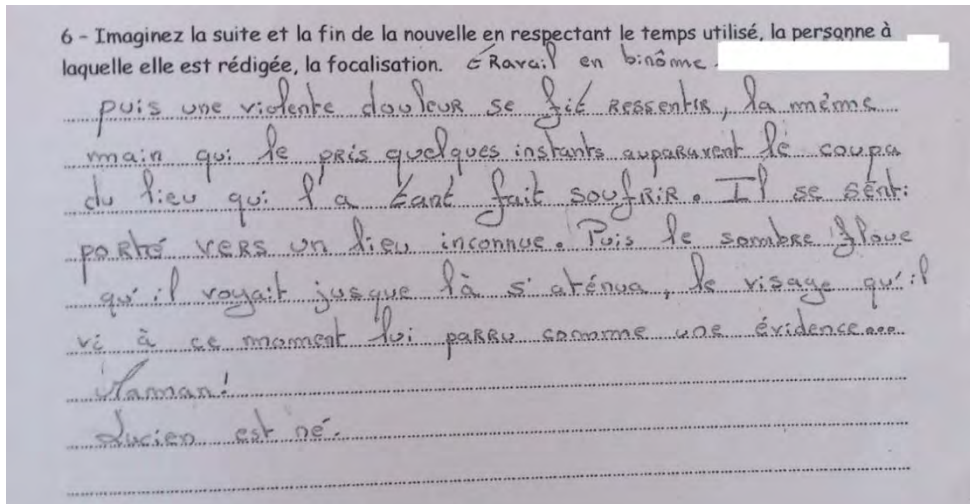 6 - Imaginez la suite et la fin de la nouvelle en respectant le temps utilisé, la personne à
laquelle elle est rédigée, la focalisation. travail en binôme
puis une violente douleur se fit ressentir, la même
main qui le pris quelques instants auparavent le coupa
du lieu qui l'a tant fait soufrir. Il se senti
porté vers un lieu inconnue. Puis le sombre floue
qu'il voyait jusque là s'aténua, le visage qu'il
vi à ce moment lui parru comme une évidence...
Maman!
Lucien est né.